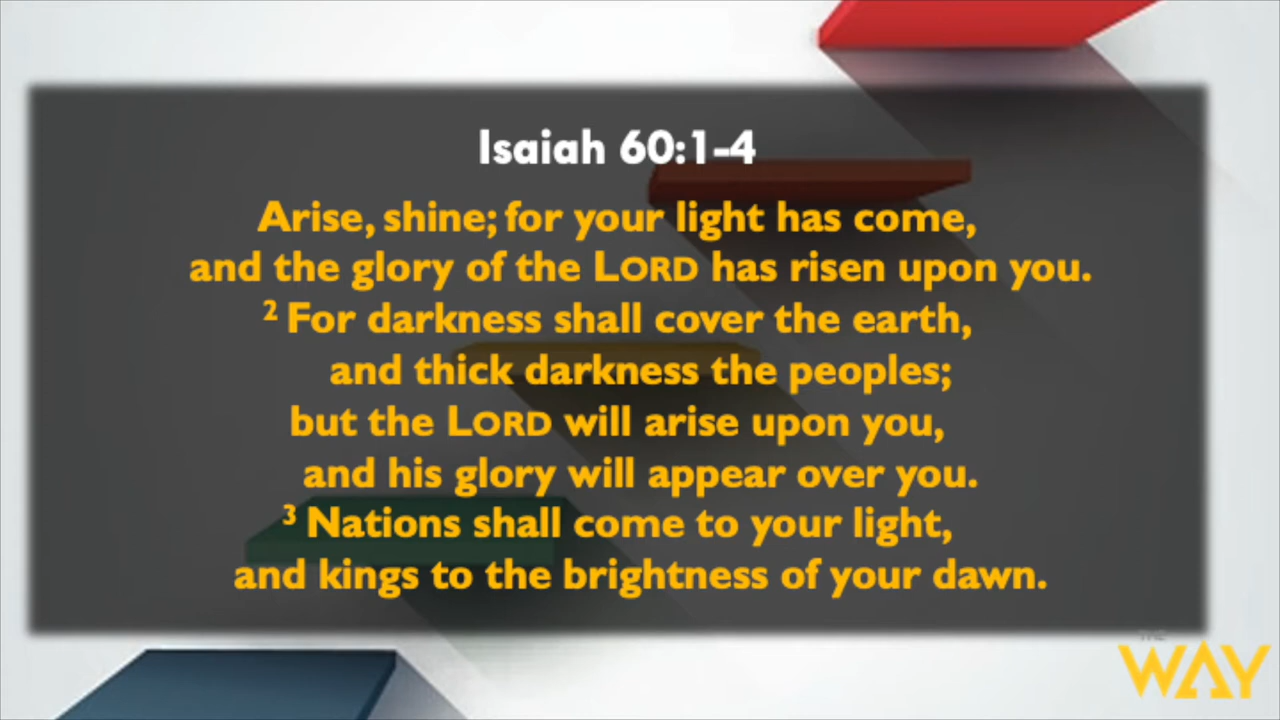 Isaiah 60:1-4
Arise, shine; for your light has come,
and the glory of the LORD has risen upon you.
2 For darkness shall cover the earth,
and thick darkness the peoples;
but the LORD will arise upon you,
and his glory will appear over you.
3 Nations shall come to your light,
and kings to the brightness of your dawn.
THE
WAY